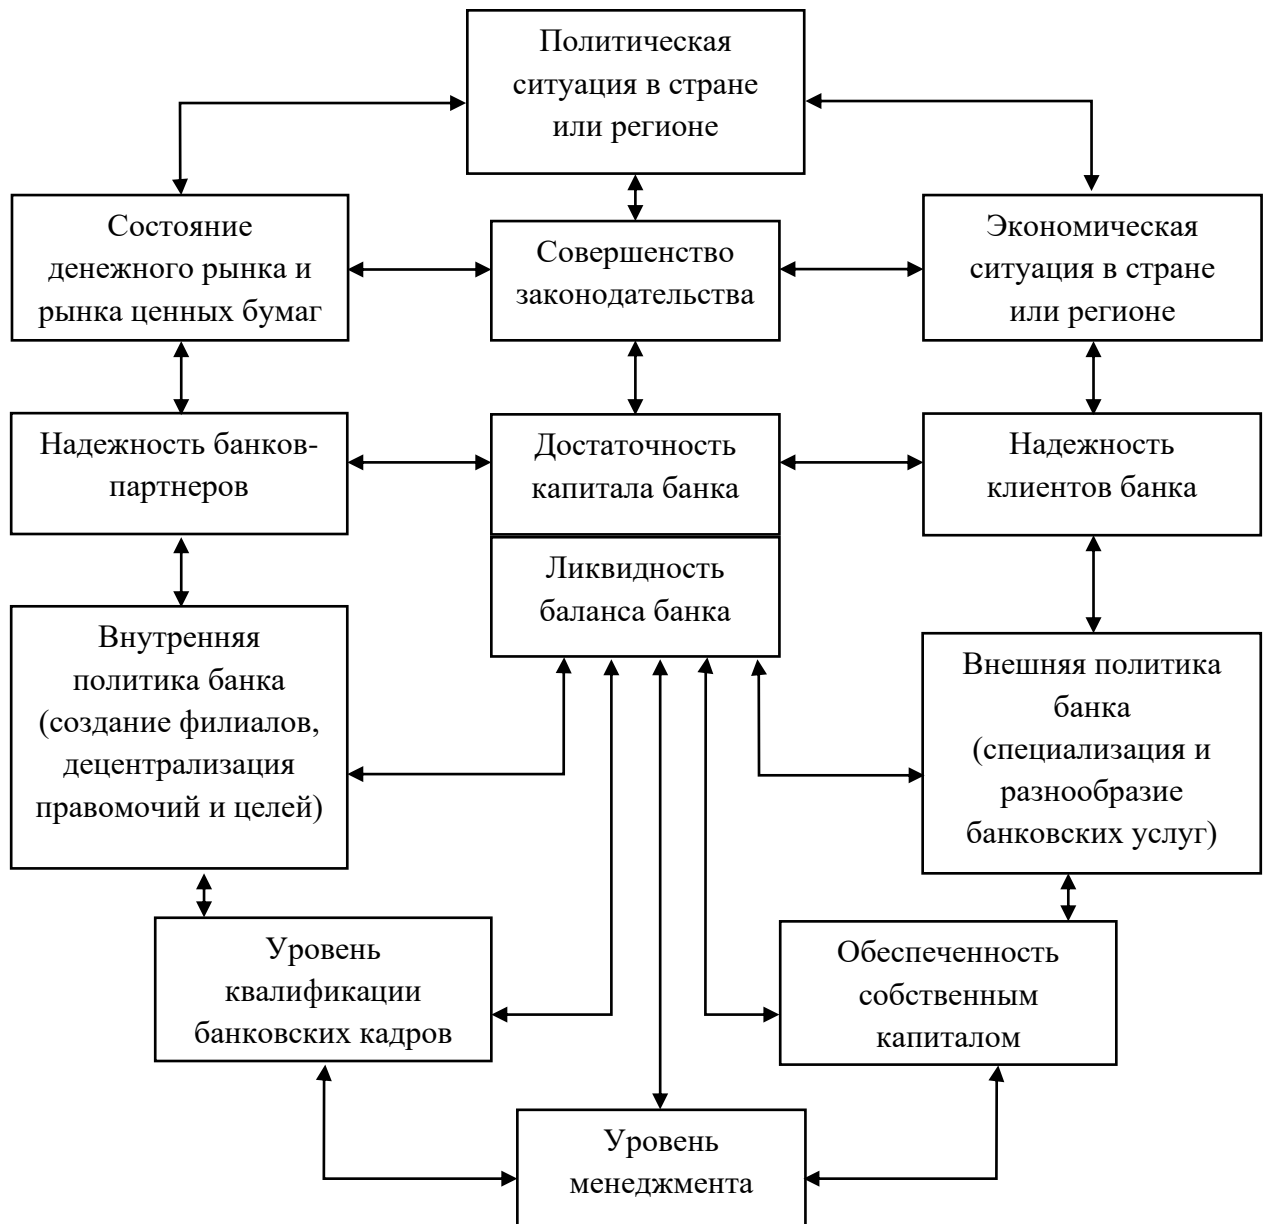 Политическая
ситуация в стране
или регионе
Состояние
денежного рынка и
рынка ценных бумаг
Совершенство
законодательства
Экономическая
ситуация в стране
или регионе
Надежность банков-
партнеров
Достаточность
капитала банка
Надежность
клиентов банка
Ликвидность
баланса банка
Внутренняя
политика банка
(создание филиалов,
децентрализация
правомочий и целей)
Внешняя политика
банка
(специализация и
разнообразие
банковских услуг)
Уровень
квалификации
банковских кадров
Обеспеченность
собственным
капиталом
Уровень
менеджмента